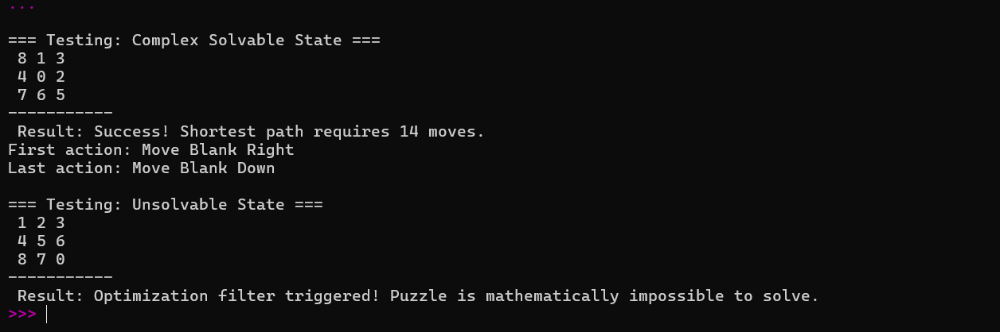 ...
=== Testing: Complex Solvable State ===
8 1 3
4 0 2
7 6 5
-----------
Result: Success! Shortest path requires 14 moves.
First action: Move Blank Right
Last action: Move Blank Down
=== Testing: Unsolvable State ===
1 2 3
4 5 6
8 7 0
-----------
Result: Optimization filter triggered! Puzzle is mathematically impossible to solve.
>>>